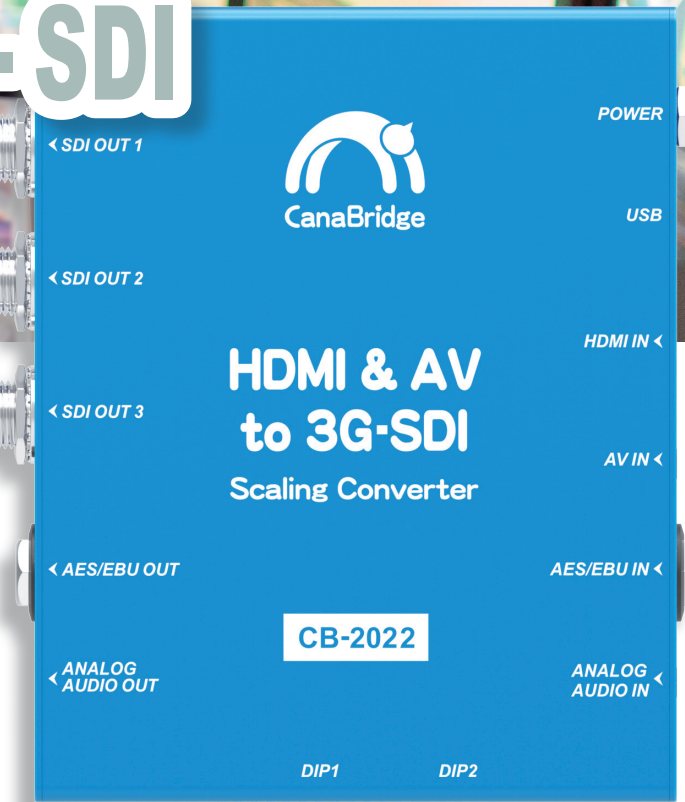 - SDI
POWER
< SDI OUT 1
CanaBridge
USB
< SDI OUT 2
HDMI IN <
HDMI & AV
to 3G-SDI
Scaling Converter
< SDI OUT 3
AV IN <
< AES/EBU OUT
AES/EBU IN <
CB-2022
< ANALOG
AUDIO OUT
ANALOG <
AUDIO IN
DIP1
DIP2